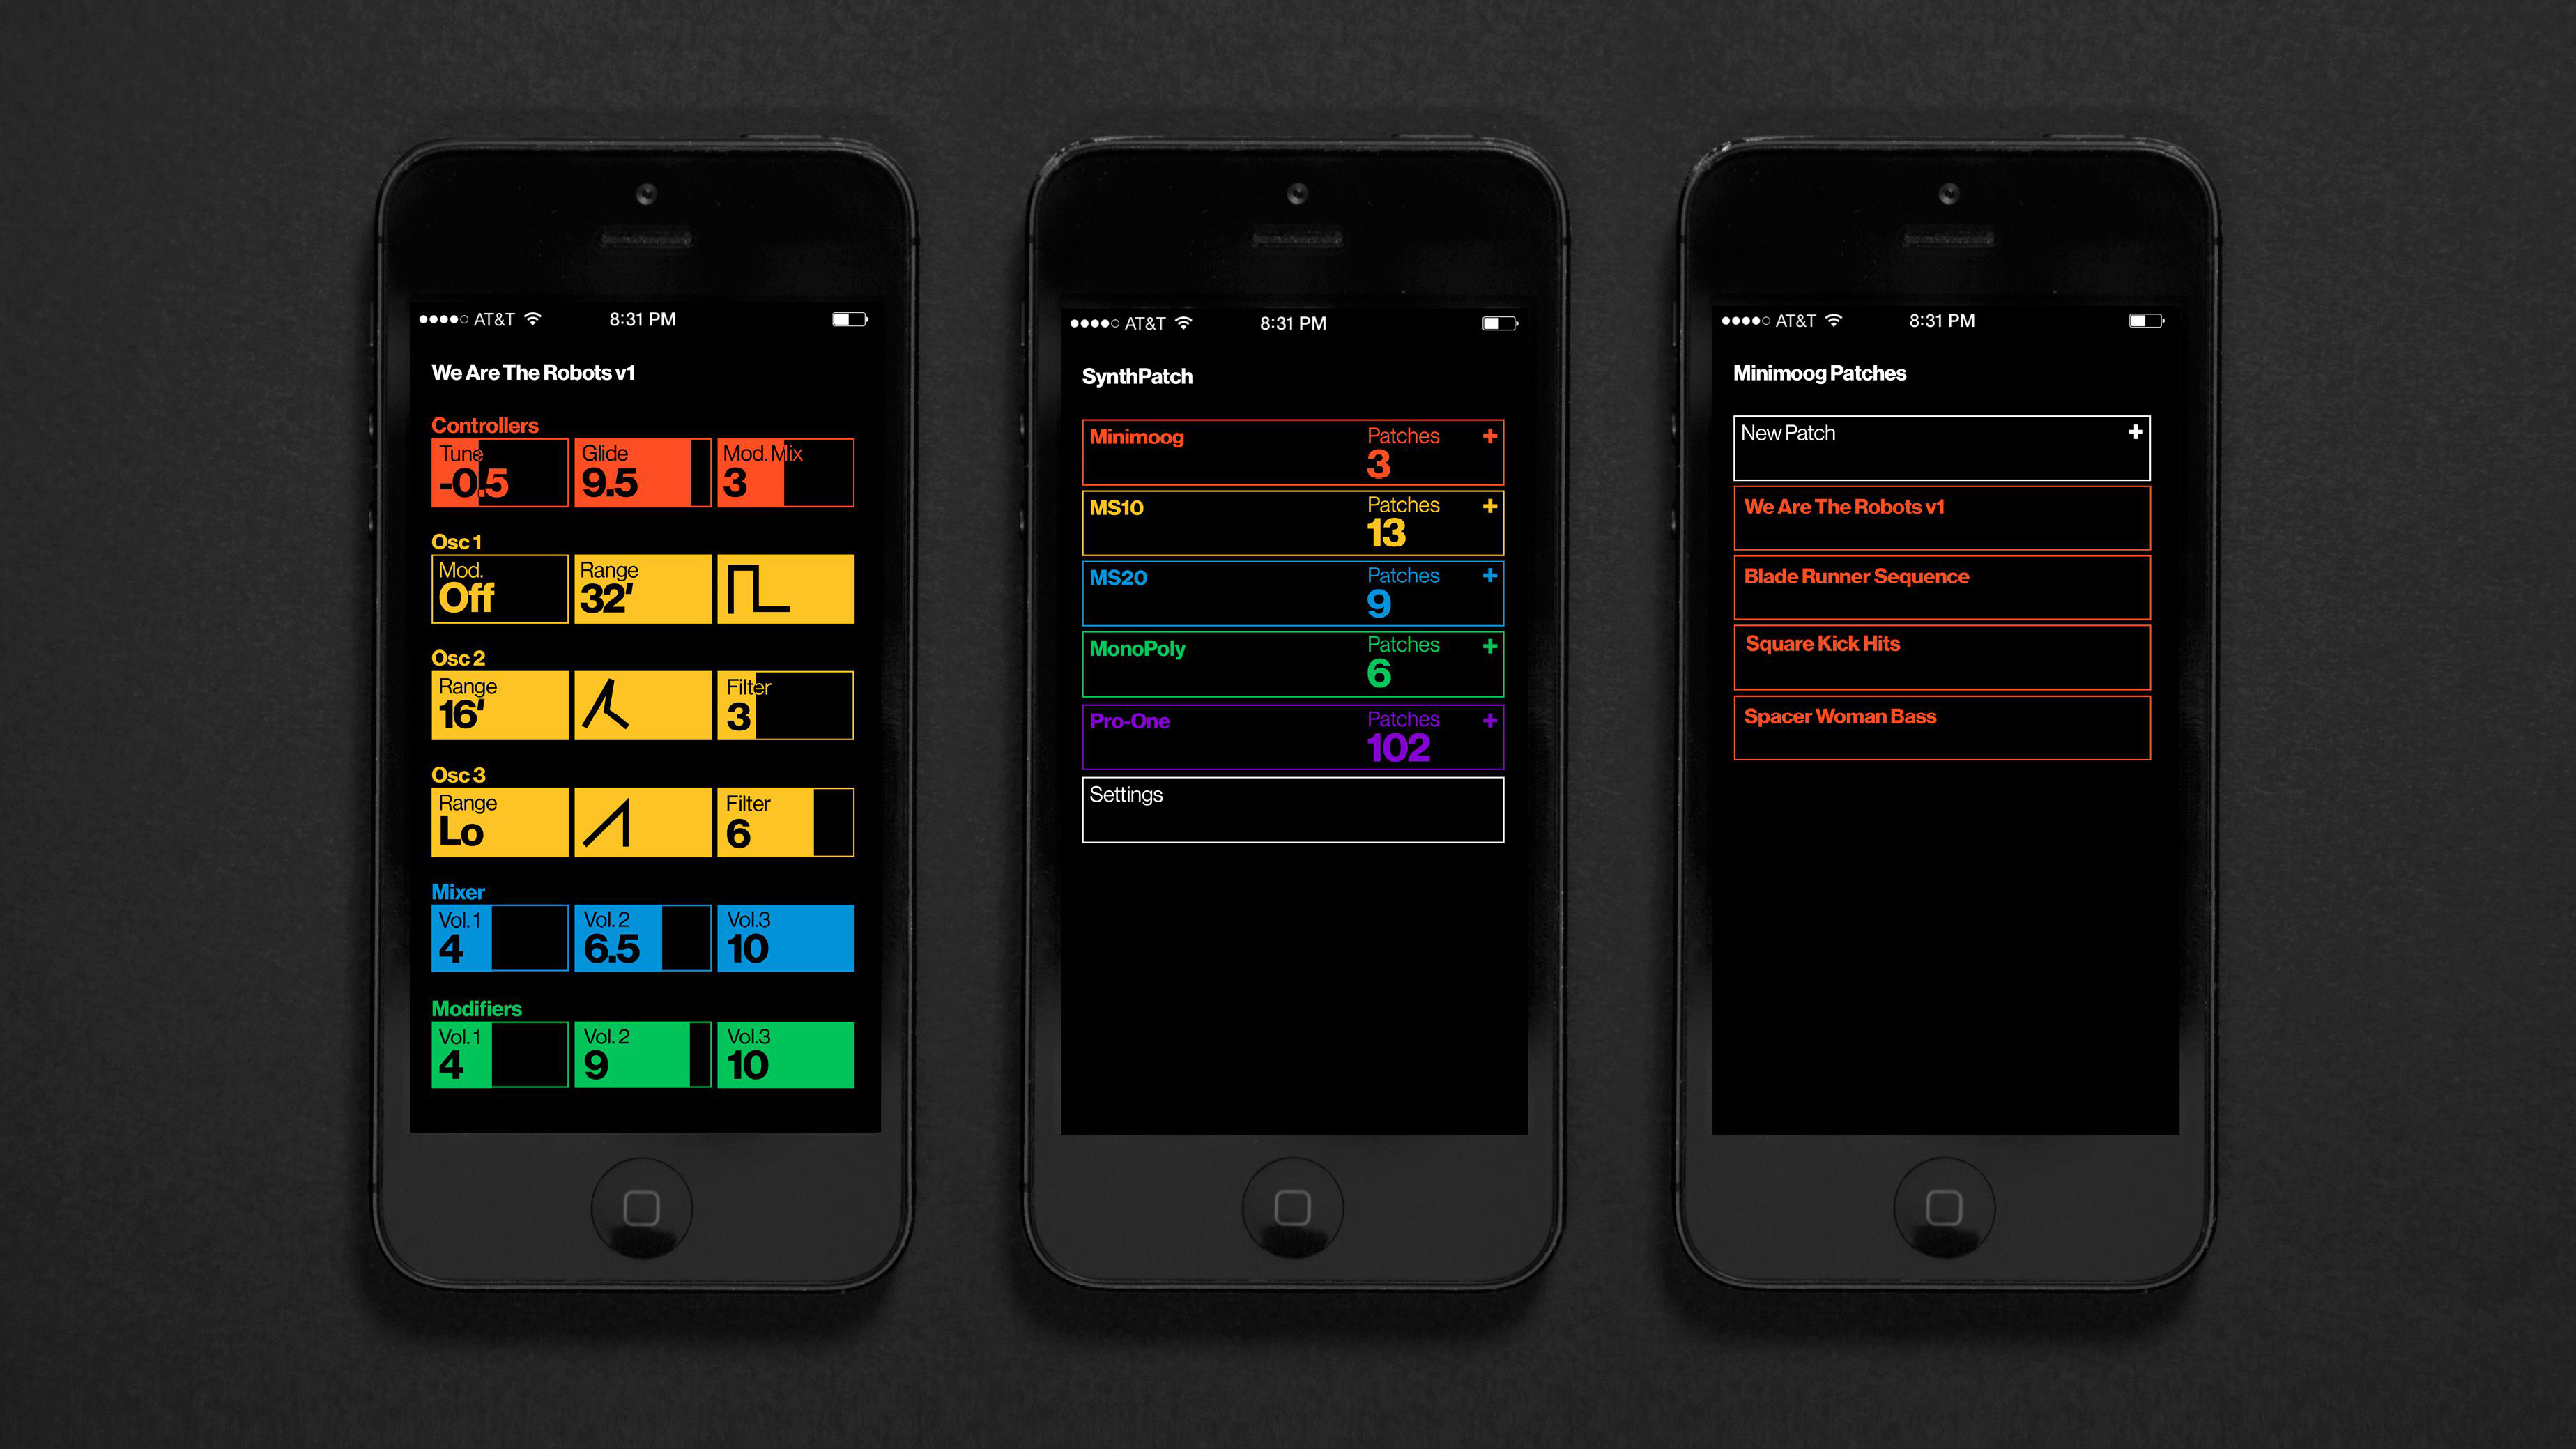 AT&T 8:31 PM
We Are The Robots v1
Controllers
Tune Glide Mod. Mix
-0.5 9.5 3
Osc 1
Mod. Range
Off 32'
Osc 2
Range Filter
16' 3
Osc 3
Range Filter
Lo 6
Mixer
Vol. 1 Vol. 2 Vol.3
4 6.5 10
Modifiers
Vol. 1 Vol. 2 Vol.3
4 9 10
AT&T 8:31 PM
SynthPatch
Minimoog Patches +
3
MS10 Patches +
13
MS20 Patches +
9
MonoPoly Patches +
6
Pro-One Patches +
102
Settings
AT&T 8:31 PM
Minimoog Patches
New Patch +
We Are The Robots v1
Blade Runner Sequence
Square Kick Hits
Spacer Woman Bass